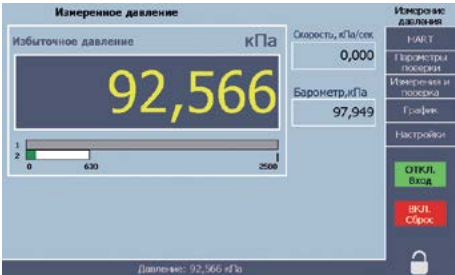 Измеренное давление
Избыточное давление кПа
92,566
Скорость, кПа/сек
0,000
Барометр,кПа
97,949
1
2
0 630 2500
Измерение
давления
HART
Параметры
поверки
Измерения и
поверка
График
Настройки
ОТКЛ.
Вход
ВКЛ.
Сброс
Давление: 92,566 кПа